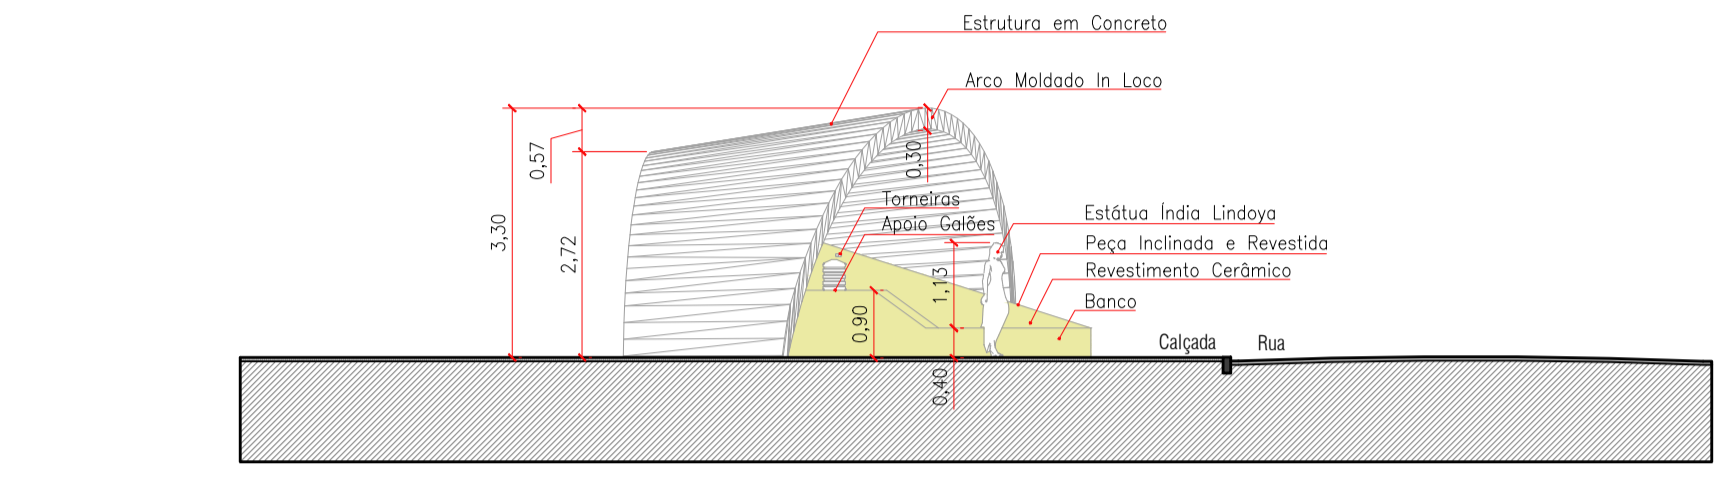 Estrutura em Concreto
Arco Moldado In Loco
0,57
0,30
3,30
2,72
Torneiras
Apoio Galões
Estátua Índia Lindoya
Peça Inclinada e Revestida
Revestimento Cerâmico
Banco
1,13
0,90
0,40
Calçada
Rua